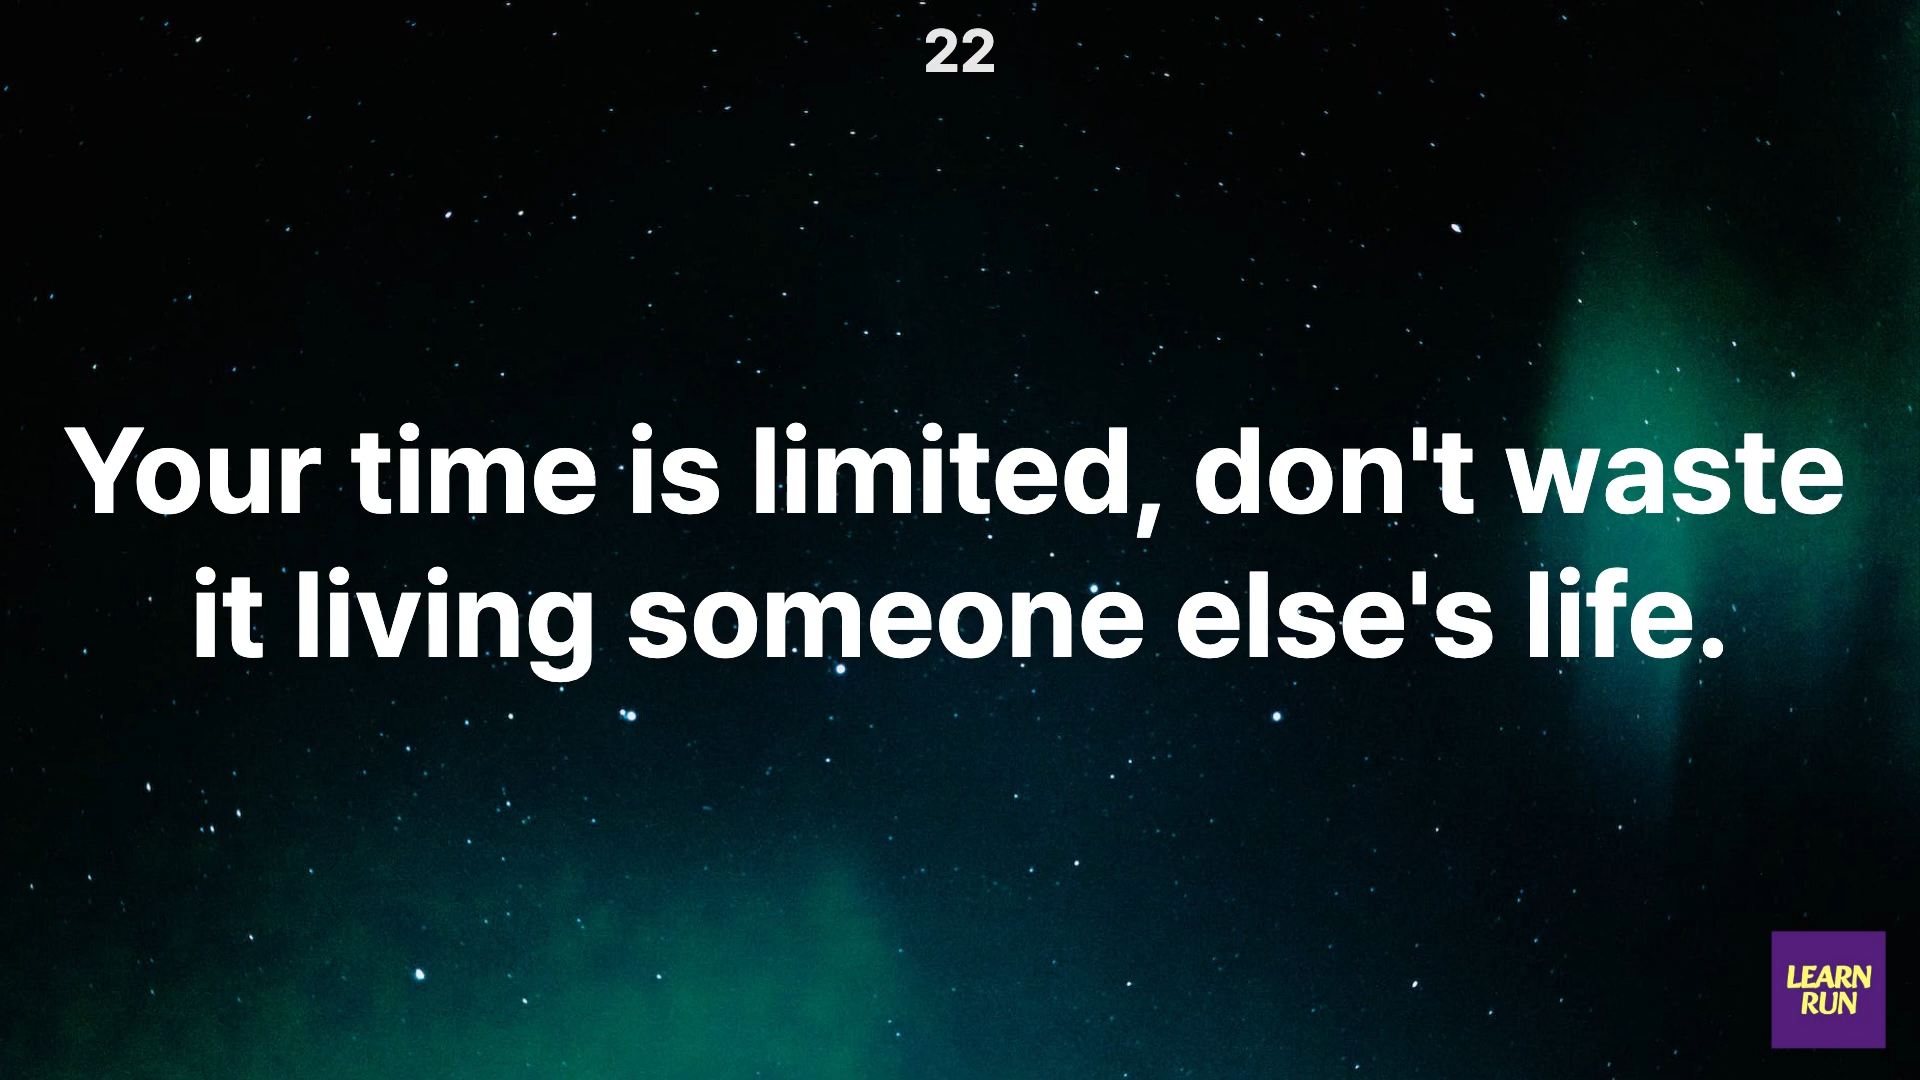 22
Your time is limited, don't waste
it living someone else's life.
LEARN
RUN